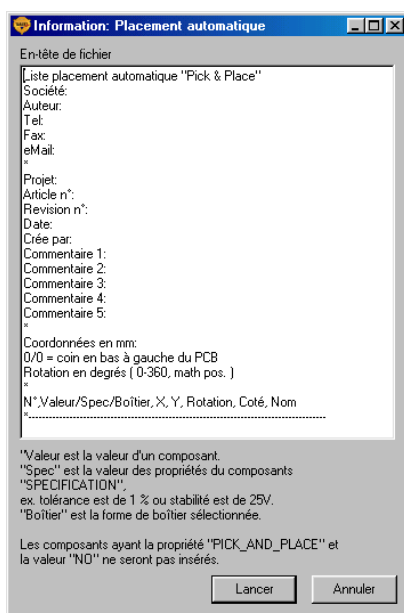 Information: Placement automatique
En-tête de fichier
Liste placement automatique "Pick & Place"
Société:
Auteur:
Tel:
Fax:
eMail:
*
Projet:
Article n°:
Revision n°:
Date:
Crée par:
Commentaire 1:
Commentaire 2:
Commentaire 3:
Commentaire 4:
Commentaire 5:
*
Coordonnées en mm:
0/0 = coin en bas à gauche du PCB
Rotation en degrés ( 0-360, math pos. )
*
N°,Valeur/Spec/Boîtier, X, Y, Rotation, Coté, Nom
*--------------------------------------------------------------------------
"Valeur est la valeur d'un composant.
"Spec" est la valeur des propriétés du composants
"SPECIFICATION",
ex. tolérance est de 1 % ou stabilité est de 25V.
"Boîtier" est la forme de boîtier sélectionnée.
Les composants ayant la propriété "PICK_AND_PLACE" et
la valeur "NO" ne seront pas insérés.
Lancer
Annuler